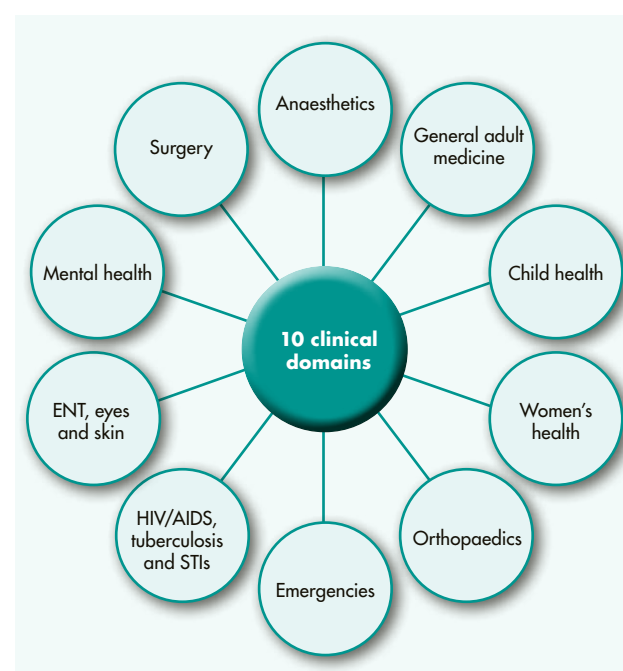 10 clinical
domains
Anaesthetics
General adult
medicine
Child health
Women’s
health
Orthopaedics
Emergencies
HIV/AIDS,
tuberculosis
and STIs
ENT, eyes
and skin
Mental health
Surgery